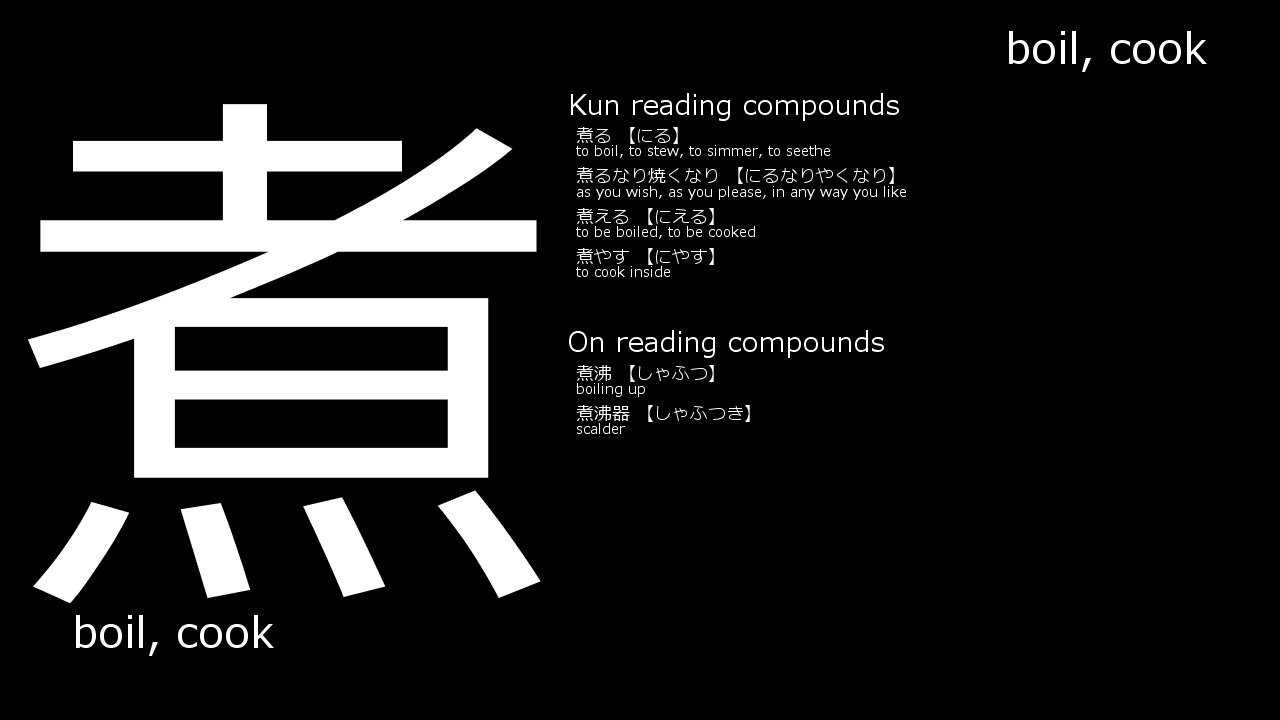 boil, cook
煮
Kun reading compounds
煮る 【にる】
to boil, to stew, to simmer, to seethe
煮るなり焼くなり 【にるなりやくなり】
as you wish, as you please, in any way you like
煮える 【にえる】
to be boiled, to be cooked
煮やす 【にやす】
to cook inside
On reading compounds
煮沸 【しゃふつ】
boiling up
煮沸器 【しゃふつき】
scalder
boil, cook